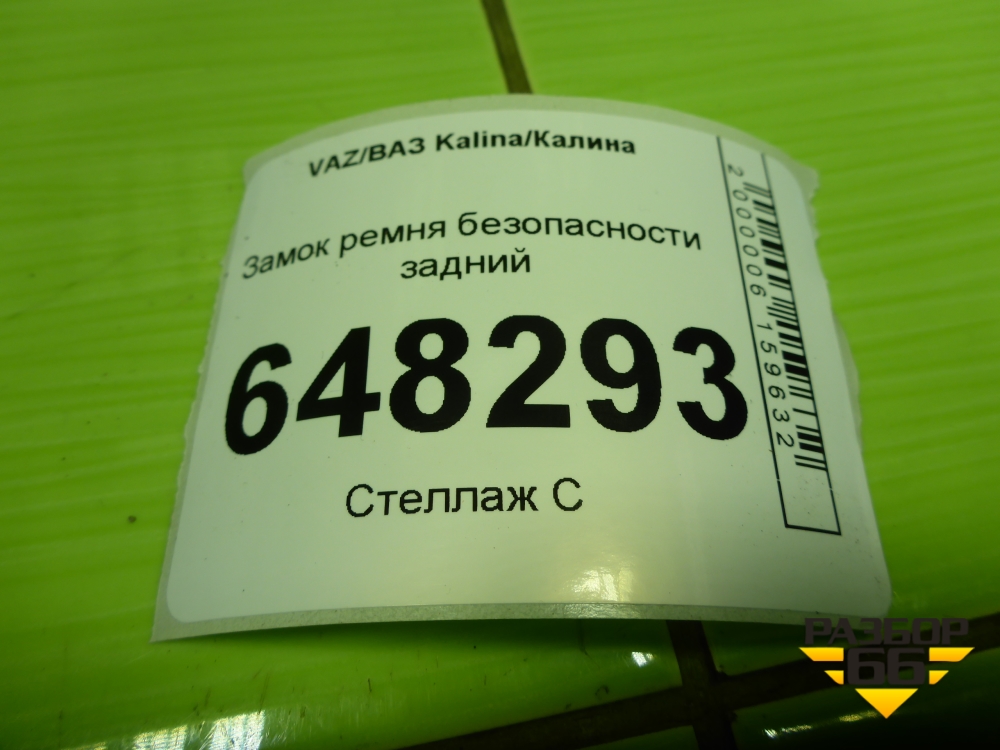 VAZ/ВАЗ Kalina/Калина
Замок ремня безопасности
задний
648293
Стеллаж С
2000006159632
РАЗБОР
66